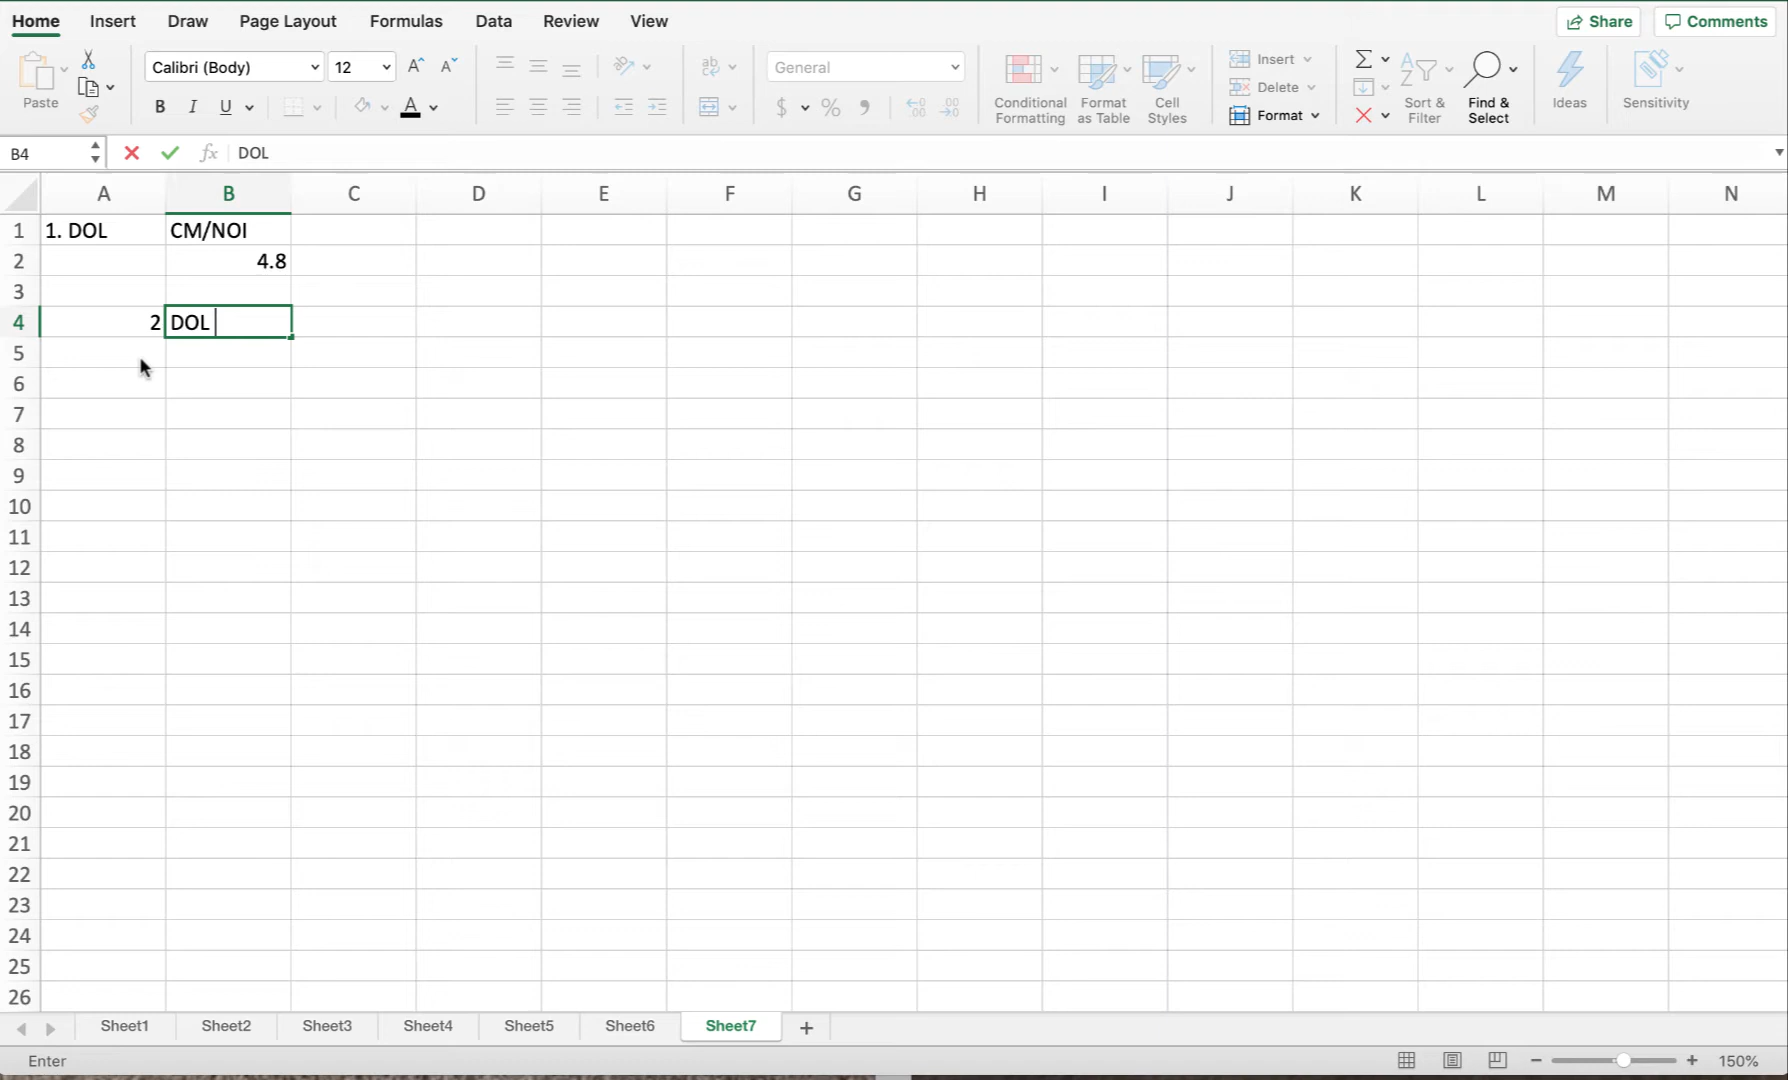 Home Insert Draw Page Layout Formulas Data Review View Share Comments
Calibri (Body) 12 A^ A˅ ab General Σ A Z
Paste B I U A $ % , Conditional Formatting Format as Table Cell Styles Insert Delete Format Sort & Filter Find & Select Ideas Sensitivity
B4 fx DOL
A B C D E F G H I J K L M N
1 1. DOL CM/NOI
2 4.8
3
4 2 DOL
5
6
7
8
9
10
11
12
13
14
15
16
17
18
19
20
21
22
23
24
25
26
Sheet1 Sheet2 Sheet3 Sheet4 Sheet5 Sheet6 Sheet7 +
Enter - + 150%